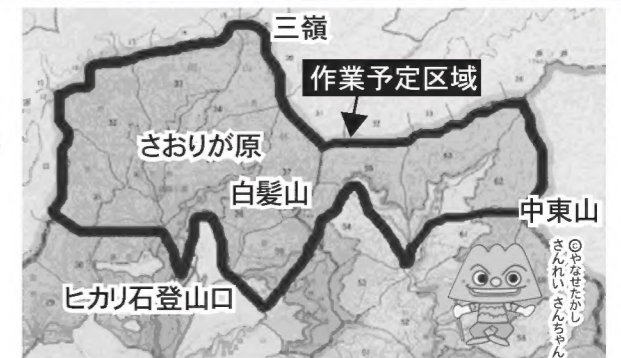 三嶺
作業予定区域
さおりが原
白髪山
中東山
ヒカリ石登山口
©やなせたかし
さんれい さんちゃん